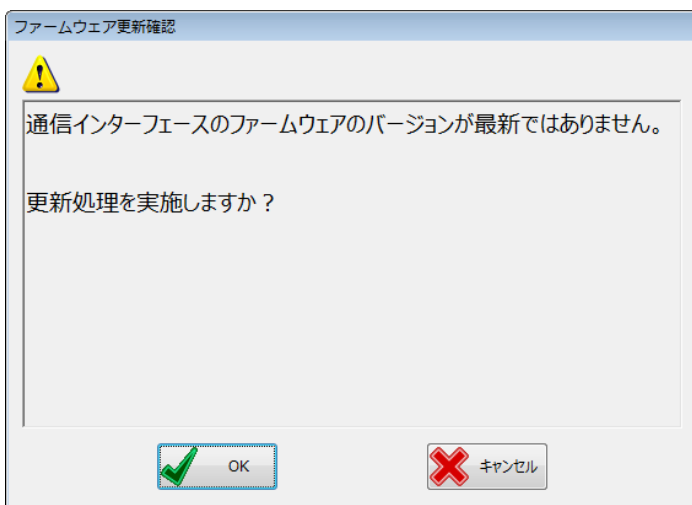 ファームウェア更新確認
通信インターフェースのファームウェアのバージョンが最新ではありません。
更新処理を実施しますか？
OK
キャンセル